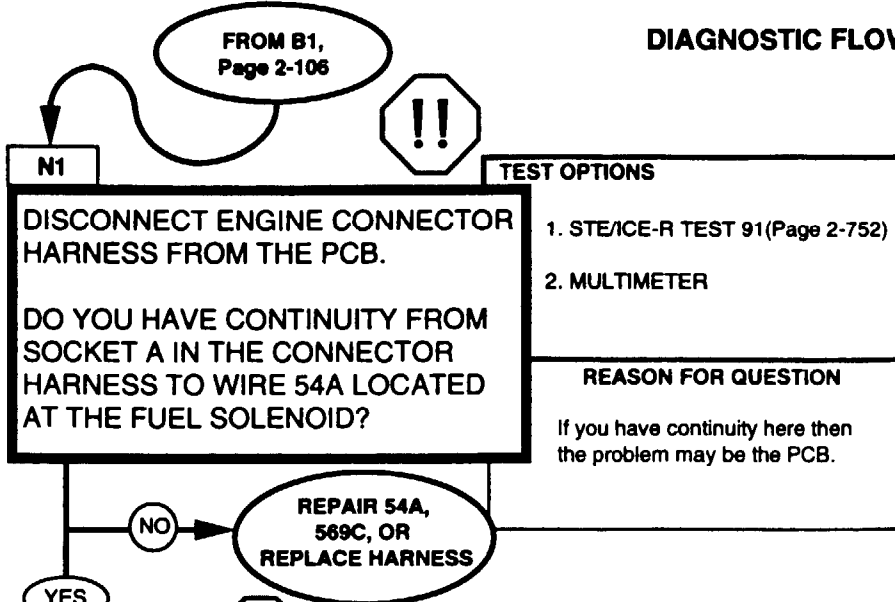 FROM B1,
Page 2-106
DIAGNOSTIC FLOW
!!
N1
TEST OPTIONS
DISCONNECT ENGINE CONNECTOR
HARNESS FROM THE PCB.
DO YOU HAVE CONTINUITY FROM
SOCKET A IN THE CONNECTOR
HARNESS TO WIRE 54A LOCATED
AT THE FUEL SOLENOID?
1. STE/ICE-R TEST 91(Page 2-752)
2. MULTIMETER
REASON FOR QUESTION
If you have continuity here then
the problem may be the PCB.
NO
REPAIR 54A,
569C, OR
REPLACE HARNESS
YES